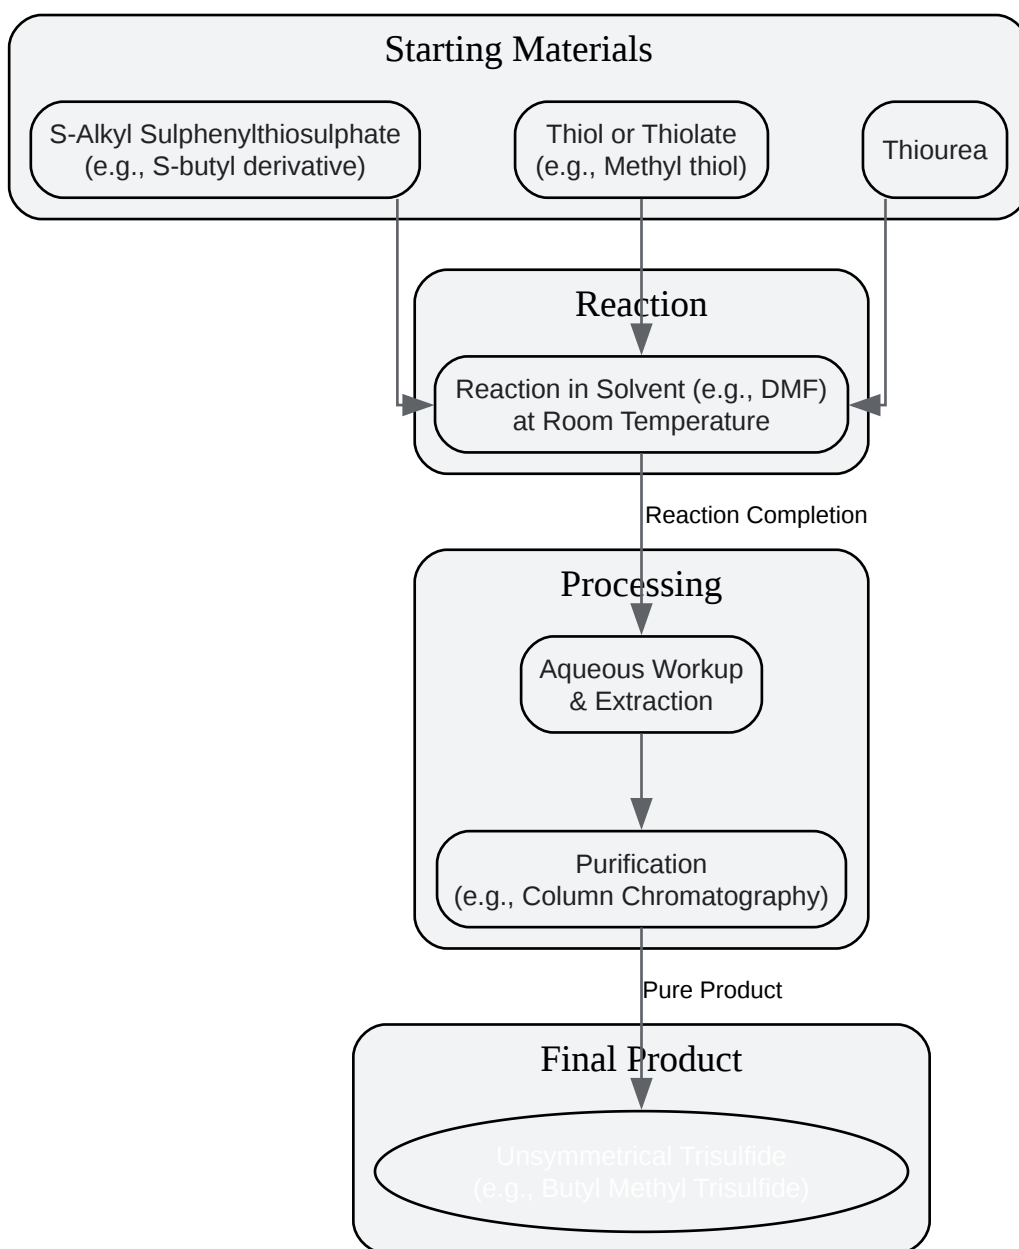 Starting Materials
S-Alkyl Sulphenylthiosulphate
(e.g., S-butyl derivative)
Thiol or Thiolate
(e.g., Methyl thiol)
Thiourea
Reaction
Reaction in Solvent (e.g., DMF)
at Room Temperature
Reaction Completion
Processing
Aqueous Workup
& Extraction
Purification
(e.g., Column Chromatography)
Pure Product
Final Product
Unsymmetrical Trisulfide
(e.g., Butyl Methyl Trisulfide)